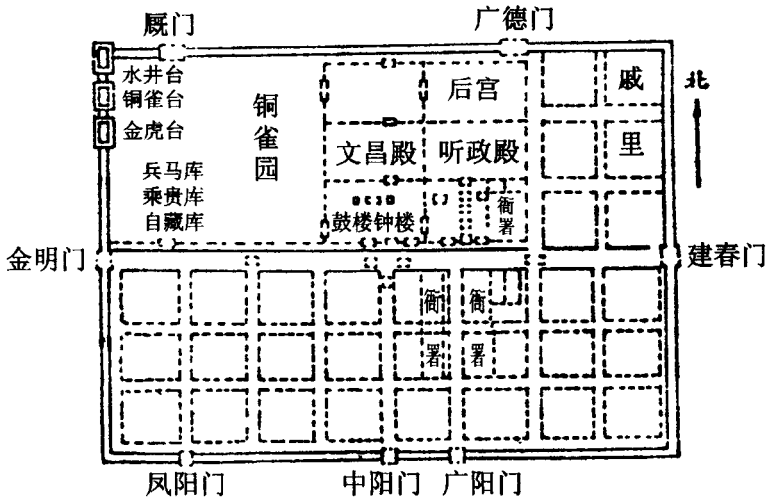 厩门
广德门
水井台
铜雀台
金虎台
铜雀园
后宫
戚里
北
文昌殿
听政殿
兵马库
乘贵库
自藏库
鼓楼钟楼
衙署
金明门
建春门
衙署
衙署
凤阳门
中阳门
广阳门